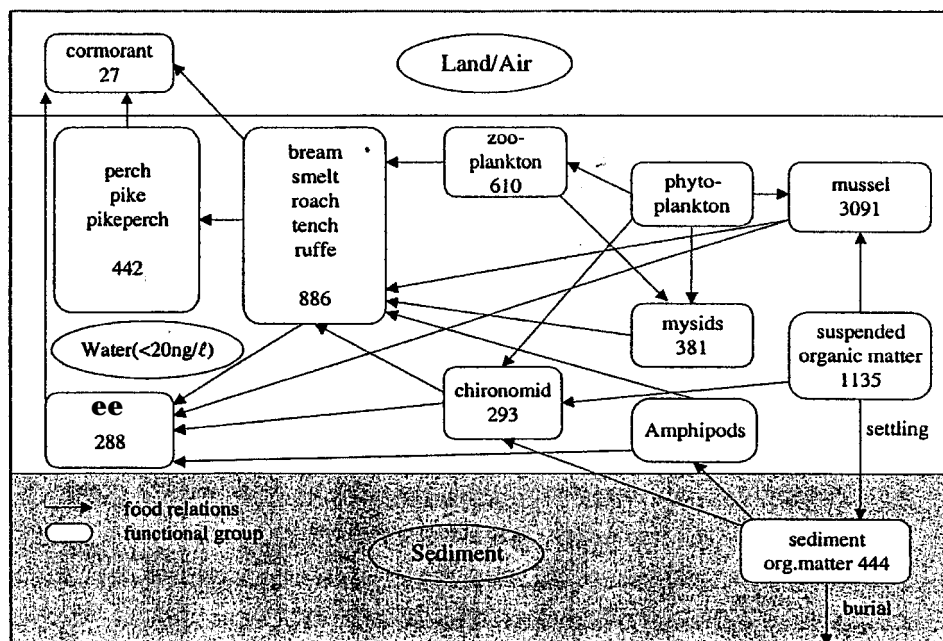 cormorant
27
Land/Air
perch
pike
pikeperch
442
bream
smelt
roach
tench
ruffe
886
zoo-
plankton
610
phyto-
plankton
mussel
3091
mysids
381
suspended
organic matter
1135
Water(<20ng/ℓ)
ee
288
chironomid
293
Amphipods
settling
food relations
functional group
Sediment
sediment
org.matter 444
burial